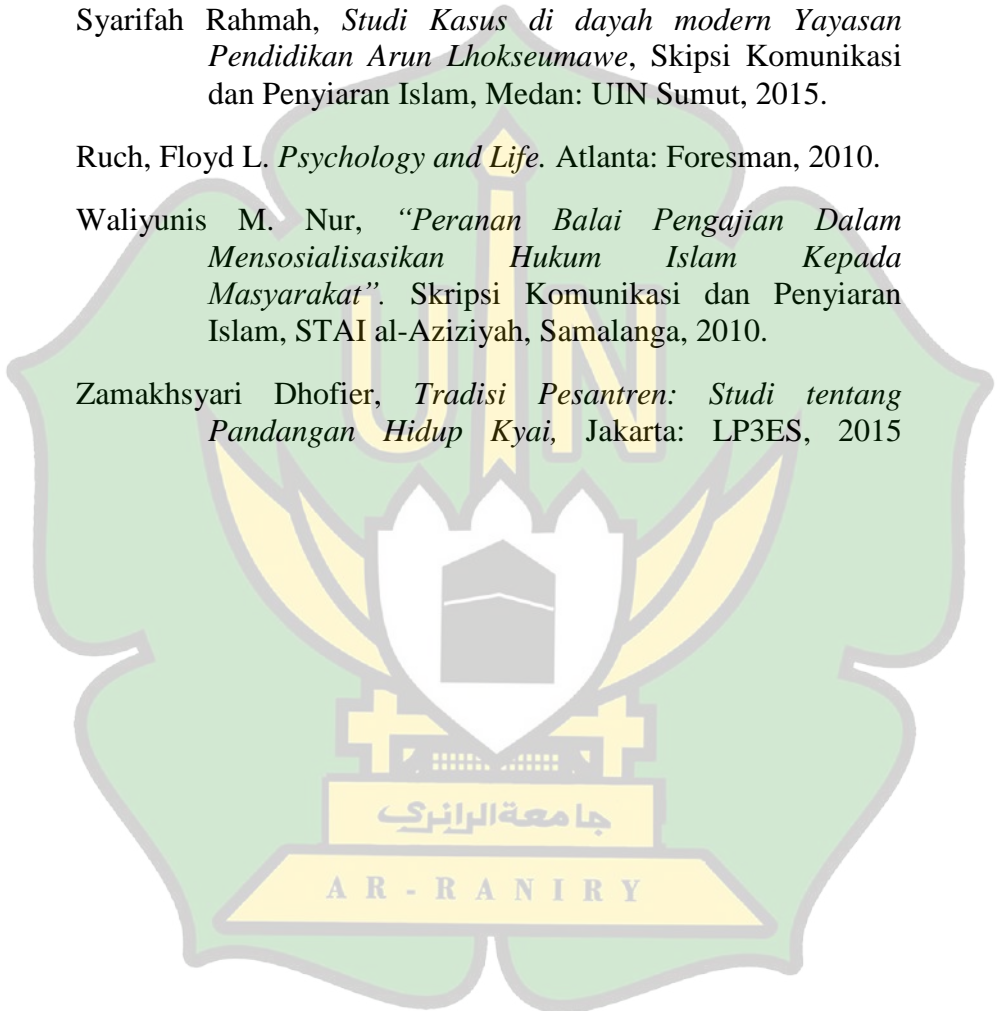 Syarifah Rahmah, Studi Kasus di dayah modern Yayasan
Pendidikan Arun Lhokseumawe, Skipsi Komunikasi
dan Penyiaran Islam, Medan: UIN Sumut, 2015.
Ruch, Floyd L. Psychology and Life. Atlanta: Foresman, 2010.
Waliyunis M. Nur, “Peranan Balai Pengajian Dalam
Mensosialisasikan Hukum Islam Kepada
Masyarakat”. Skripsi Komunikasi dan Penyiaran
Islam, STAI al-Aziziyah, Samalanga, 2010.
Zamakhsyari Dhofier, Tradisi Pesantren: Studi tentang
Pandangan Hidup Kyai, Jakarta: LP3ES, 2015
UIN
جامعة الرانري
AR-RANIRY